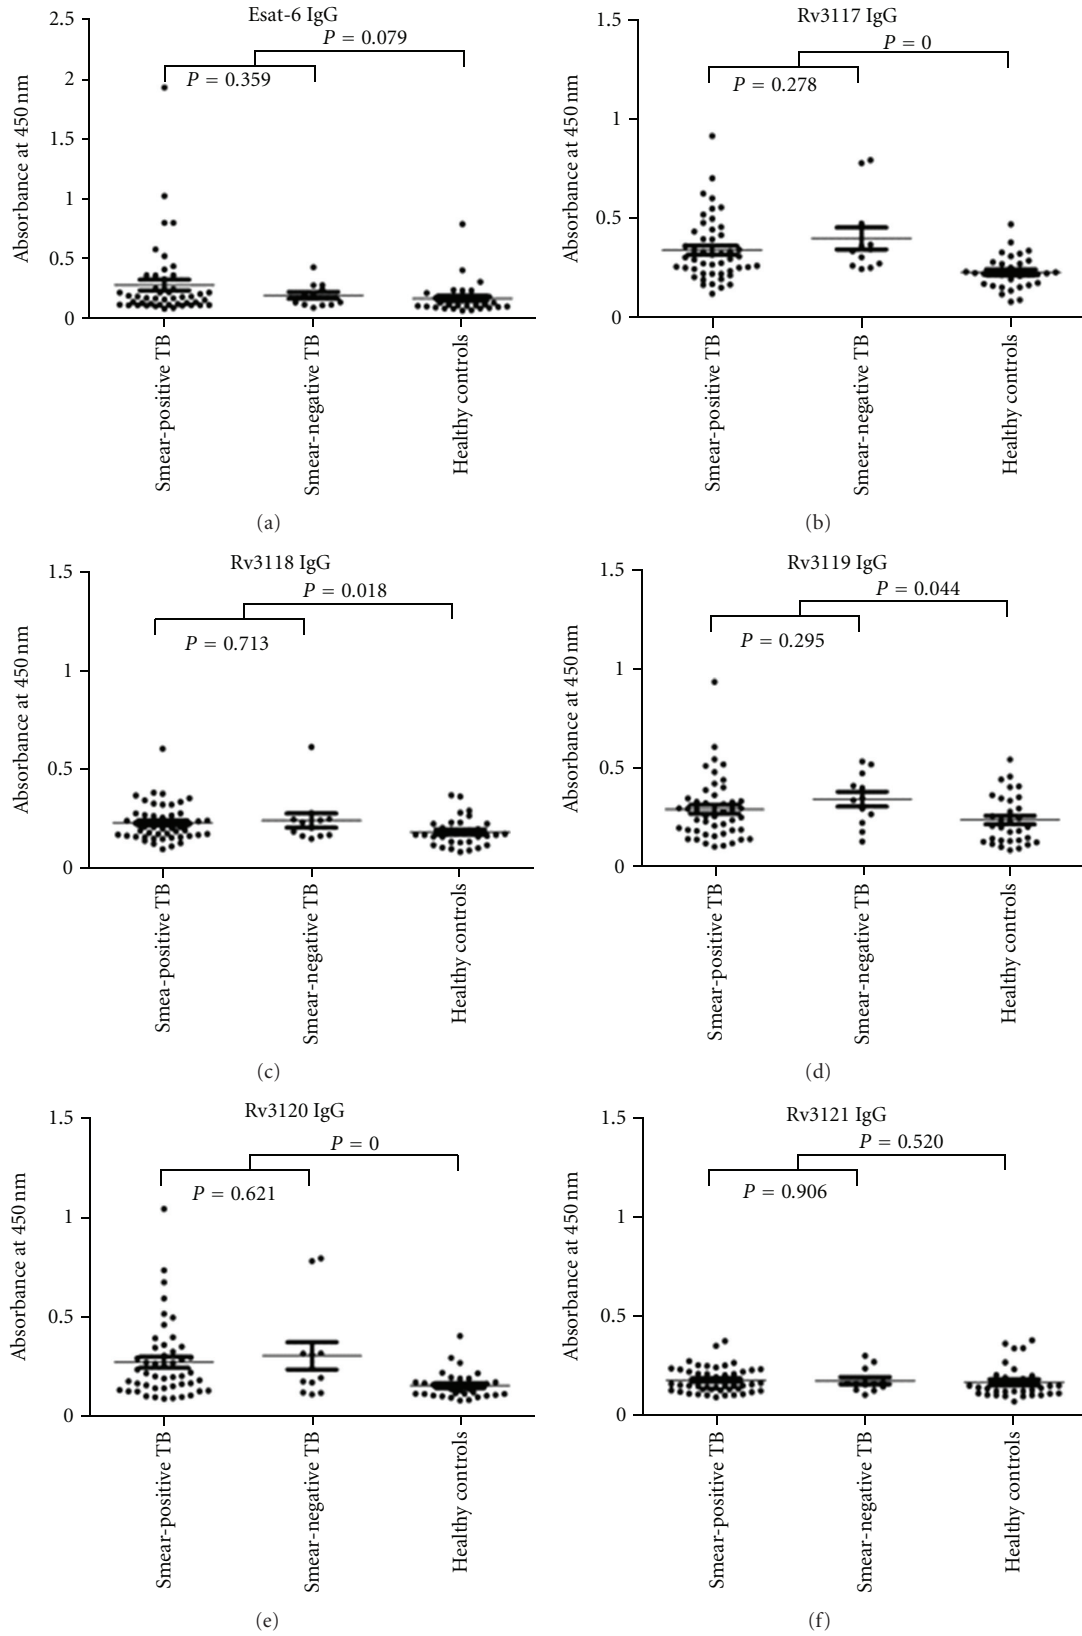 Esat-6 IgG
P = 0.079
P = 0.359
Absorbance at 450 nm
2.5
2
1.5
1
0.5
0
Smear-positive TB
Smear-negative TB
Healthy controls
(a)
Rv3117 IgG
P = 0
P = 0.278
Absorbance at 450 nm
1.5
1
0.5
0
Smear-positive TB
Smear-negative TB
Healthy controls
(b)
Rv3118 IgG
P = 0.018
P = 0.713
Absorbance at 450 nm
1.5
1
0.5
0
Smea-positive TB
Smear-negative TB
Healthy controls
(c)
Rv3119 IgG
P = 0.044
P = 0.295
Absorbance at 450 nm
1.5
1
0.5
0
Smear-positive TB
Smear-negative TB
Healthy controls
(d)
Rv3120 IgG
P = 0
P = 0.621
Absorbance at 450 nm
1.5
1
0.5
0
Smear-positive TB
Smear-negative TB
Healthy controls
(e)
Rv3121 IgG
P = 0.520
P = 0.906
Absorbance at 450 nm
1.5
1
0.5
0
Smear-positive TB
Smear-negative TB
Healthy controls
(f)